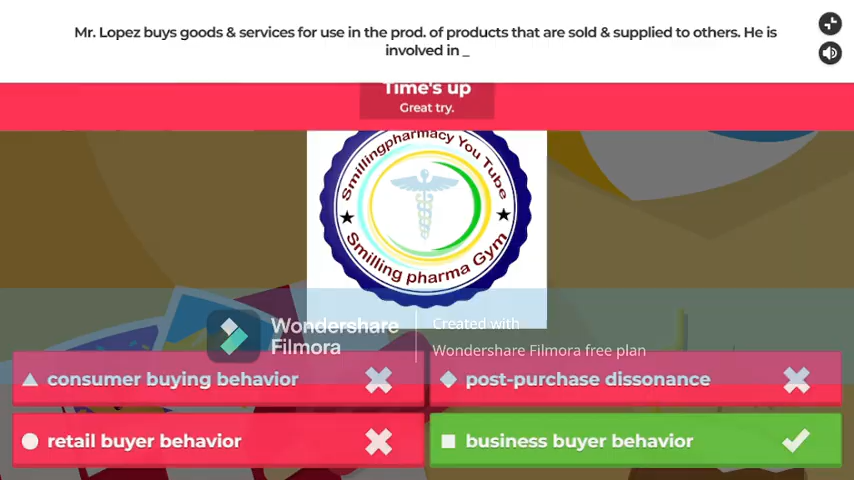 Mr. Lopez buys goods & services for use in the prod. of products that are sold & supplied to others. He is
involved in _
Time's up
Great try.
Smillingpharmacy You Tube
Smilling pharma Gym
Wondershare
Filmora
Created with
Wondershare Filmora free plan
consumer buying behavior
post-purchase dissonance
retail buyer behavior
business buyer behavior